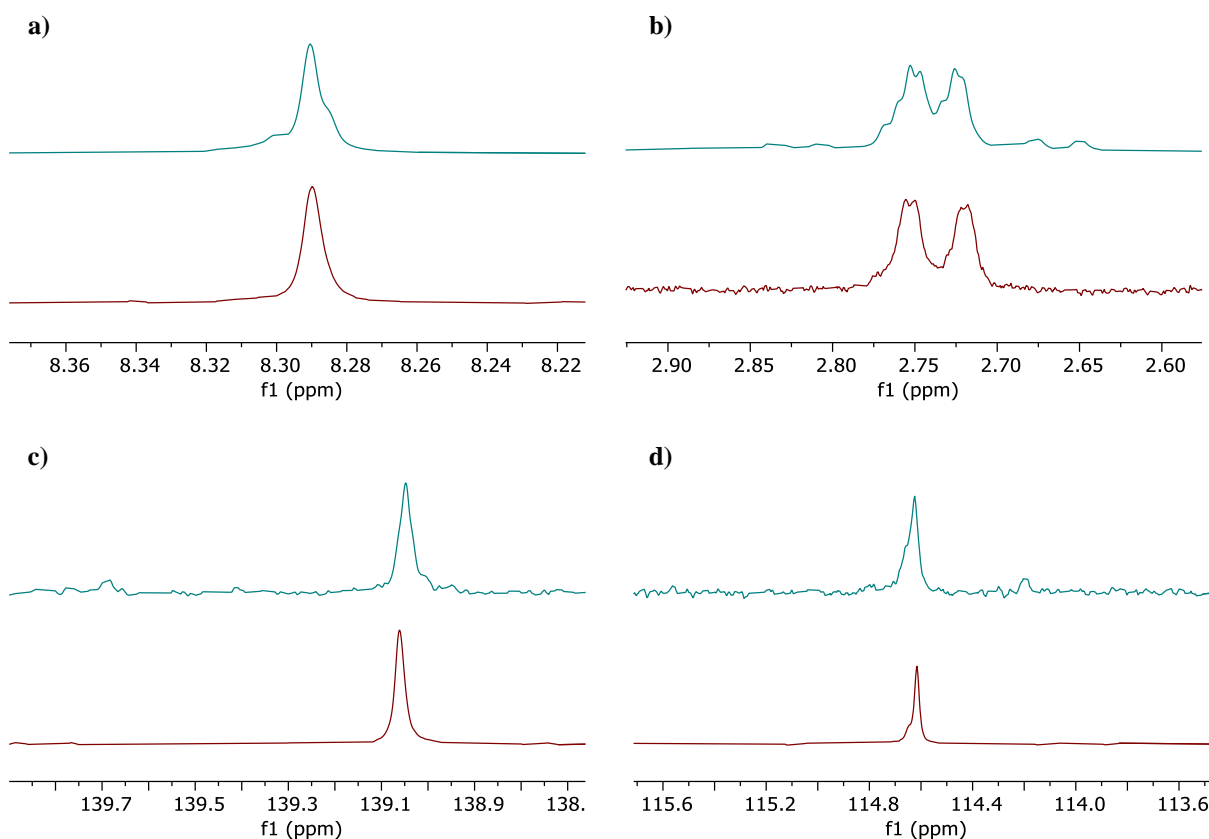 a)
8.36 8.34 8.32 8.30 8.28 8.26 8.24 8.22
f1 (ppm)
b)
2.90 2.85 2.80 2.75 2.70 2.65 2.60
f1 (ppm)
c)
139.7 139.5 139.3 139.1 138.9 138.
f1 (ppm)
d)
115.6 115.2 114.8 114.4 114.0 113.6
f1 (ppm)